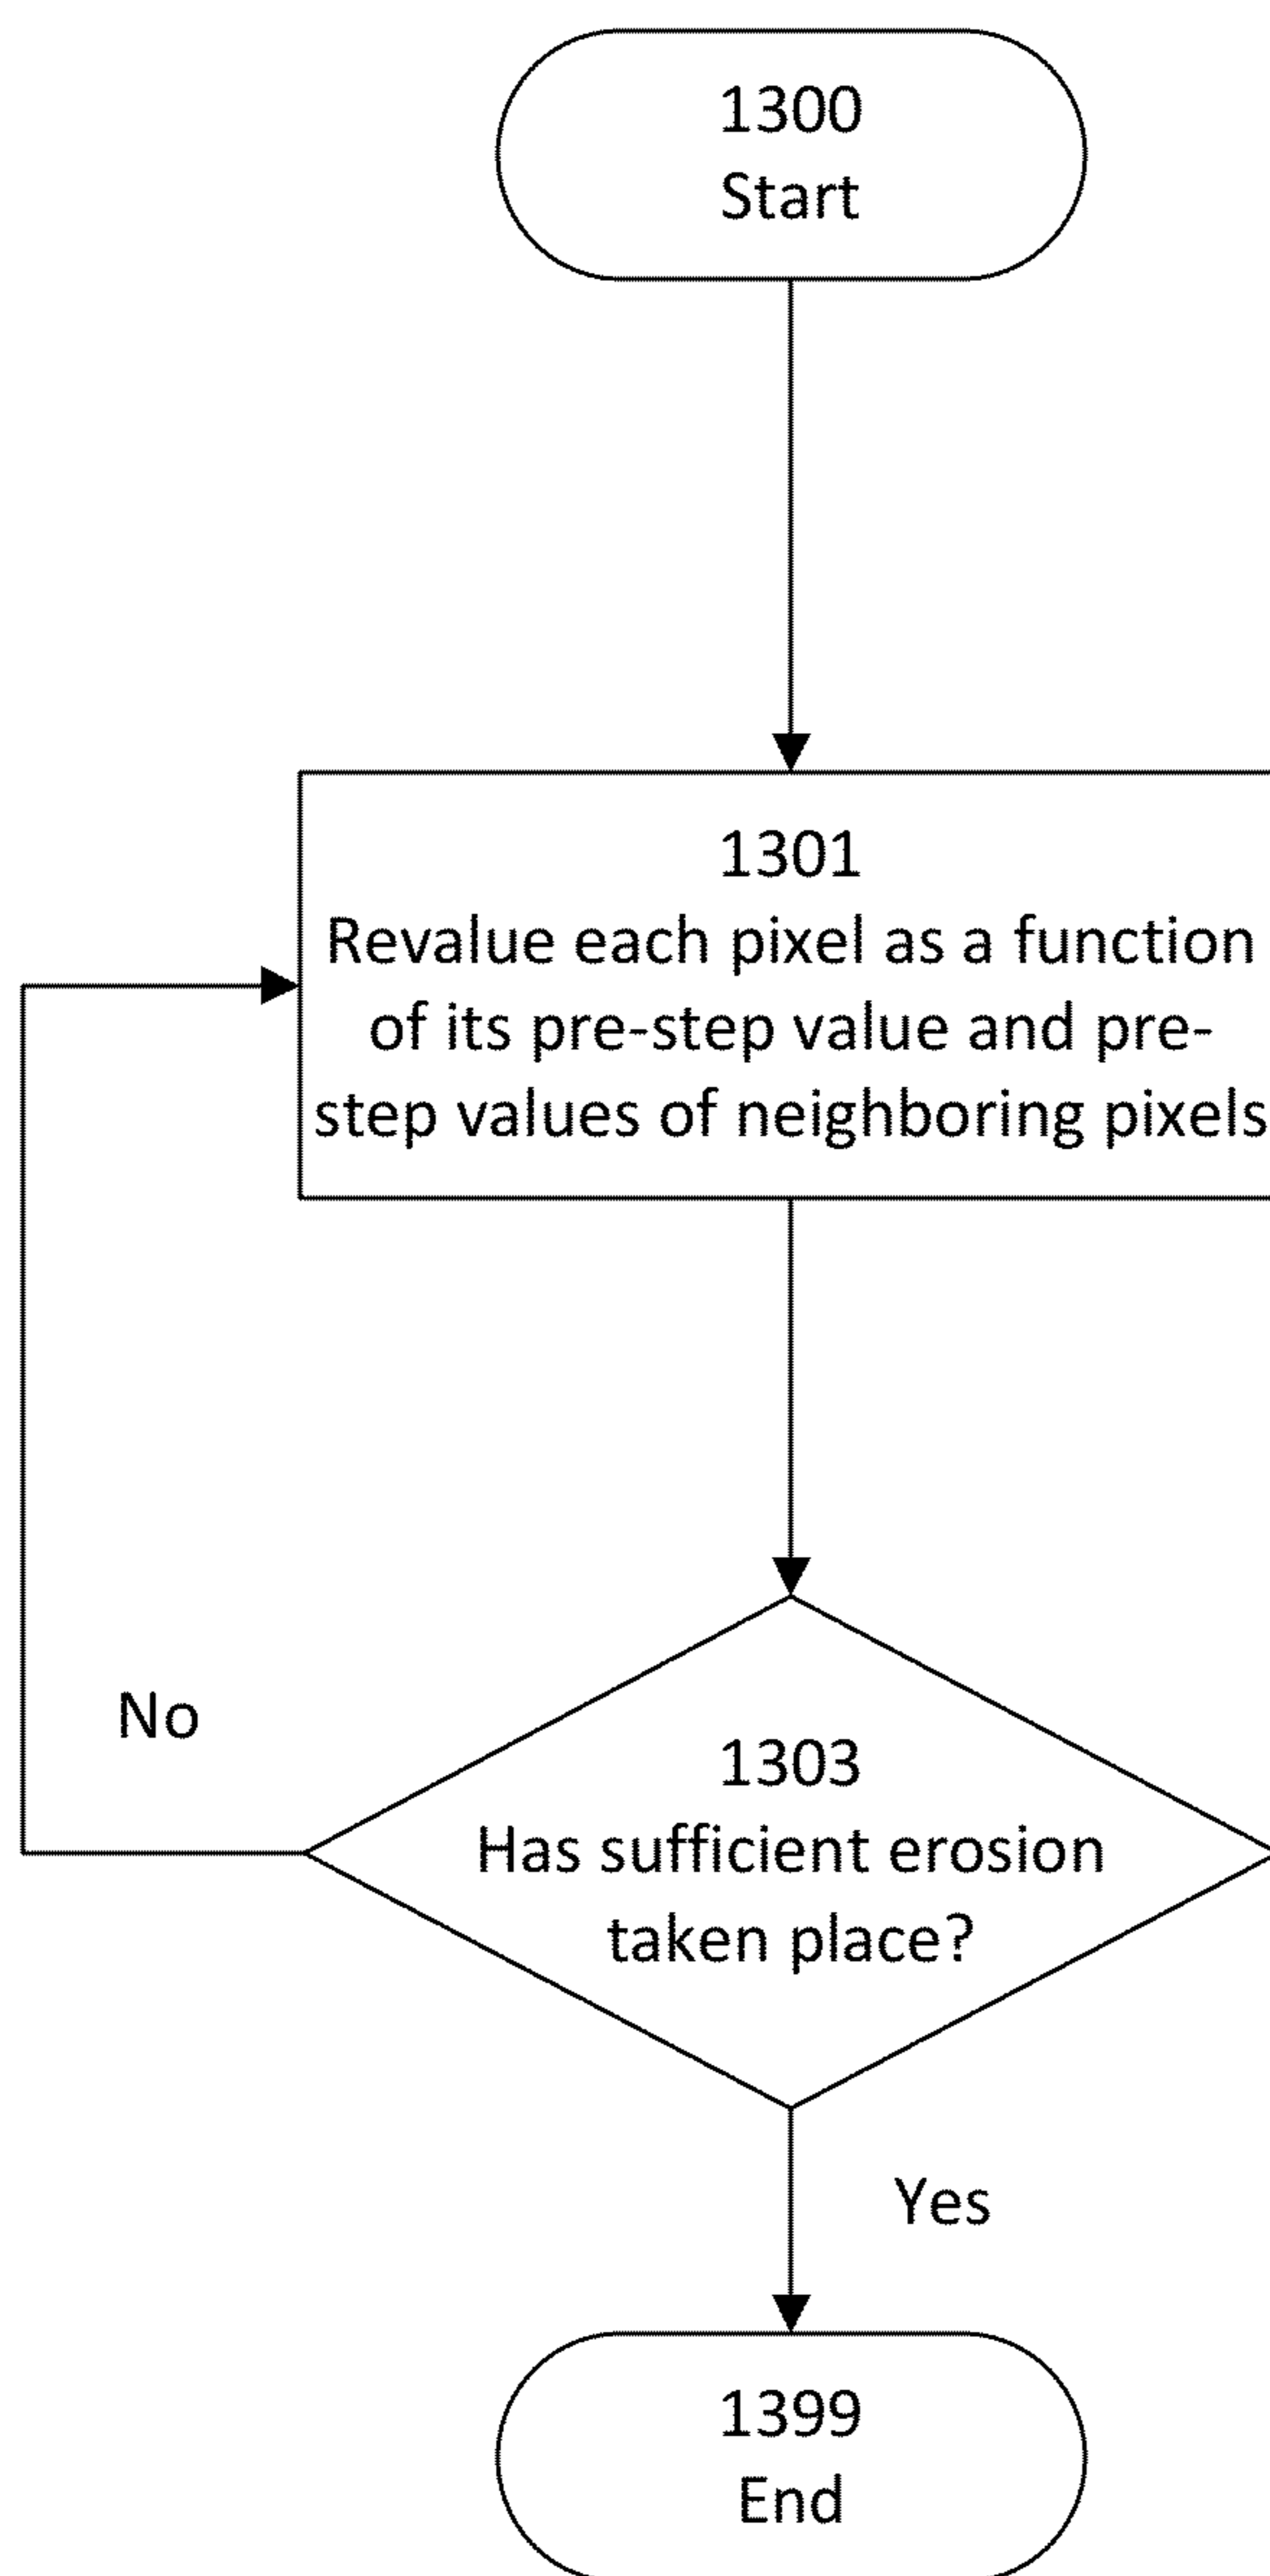 1300
Start
1301
Revalue each pixel as a function
of its pre-step value and pre-
step values of neighboring pixels
No
1303
Has sufficient erosion
taken place?
Yes
1399
End